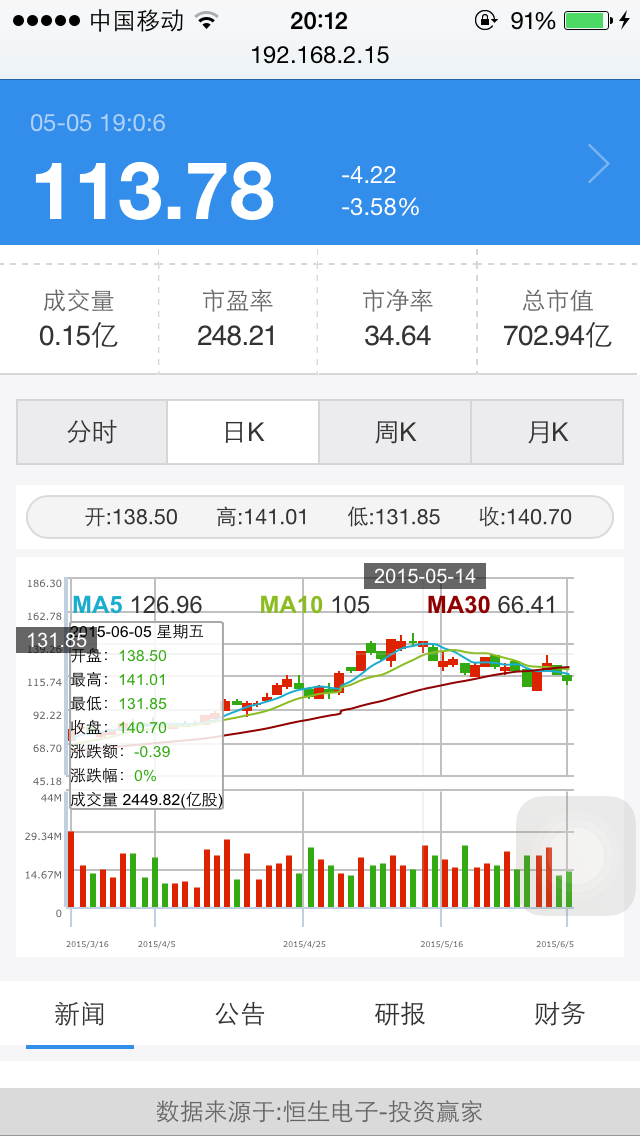 中国移动 20:12 91%
192.168.2.15
05-05 19:0:6
113.78
-4.22
-3.58%
成交量 市盈率 市净率 总市值
0.15亿 248.21 34.64 702.94亿
分时 日K 周K 月K
开:138.50 高:141.01 低:131.85 收:140.70
2015-05-14
186.30
MA5 126.96 MA10 105 MA30 66.41
162.78
131.85
139.26
2015-06-05 星期五
开盘: 138.50
最高: 141.01
115.74
最低: 131.85
92.22
收盘: 140.70
68.70
涨跌额: -0.39
涨跌幅: 0%
45.18
44M
成交量 2449.82(亿股)
29.34M
14.67M
0
2015/3/16 2015/4/5 2015/4/25 2015/5/16 2015/6/5
新闻 公告 研报 财务
数据来源于:恒生电子-投资赢家